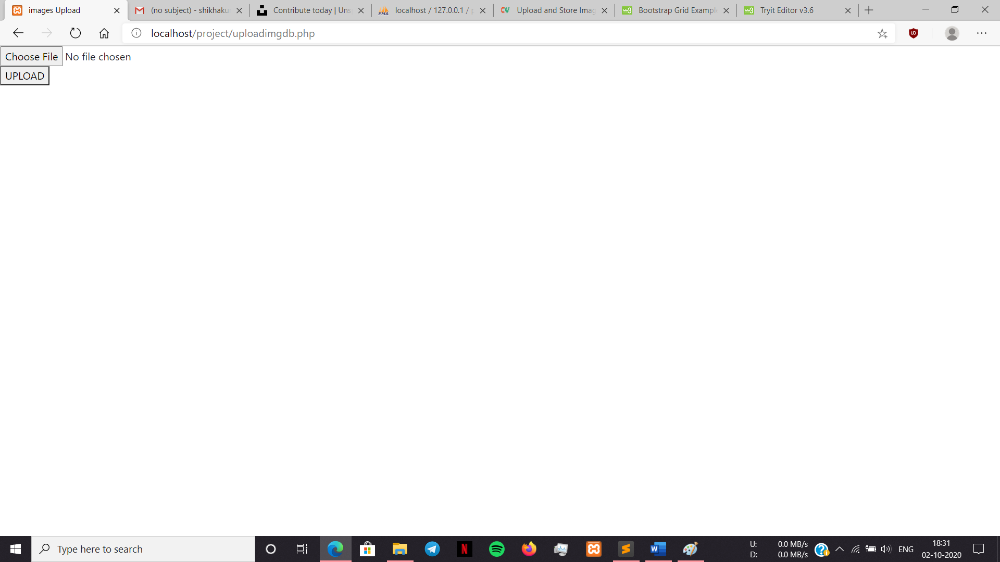 images Upload
(no subject) - shikhaku
Contribute today | Uns
localhost / 127.0.0.1 / p
Upload and Store Imag
Bootstrap Grid Exampl
Tryit Editor v3.6
localhost/project/uploadimgdb.php
Choose File No file chosen
UPLOAD
Type here to search
U: 0.0 MB/s
D: 0.0 MB/s
ENG
18:31
02-10-2020